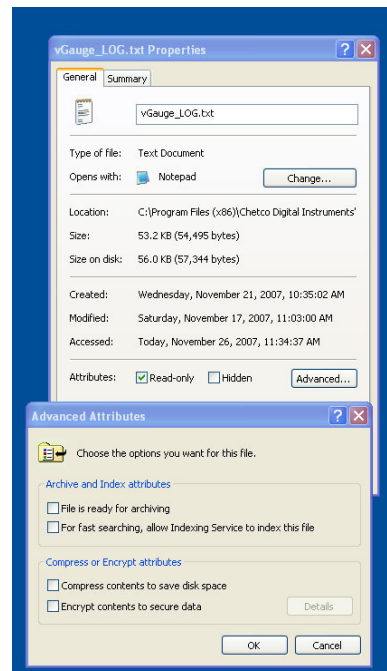 vGauge_LOG.txt Properties
General Summary
vGauge_LOG.txt
Type of file: Text Document
Opens with: Notepad Change...
Location: C:\Program Files (x86)\Chetco Digital Instruments'
Size: 53.2 KB (54,495 bytes)
Size on disk: 56.0 KB (57,344 bytes)
Created: Wednesday, November 21, 2007, 10:35:02 AM
Modified: Saturday, November 17, 2007, 11:03:00 AM
Accessed: Today, November 26, 2007, 11:34:37 AM
Attributes: Read-only Hidden Advanced...
Advanced Attributes
Choose the options you want for this file.
Archive and Index attributes
File is ready for archiving
For fast searching, allow Indexing Service to index this file
Compress or Encrypt attributes
Compress contents to save disk space
Encrypt contents to secure data Details
OK Cancel